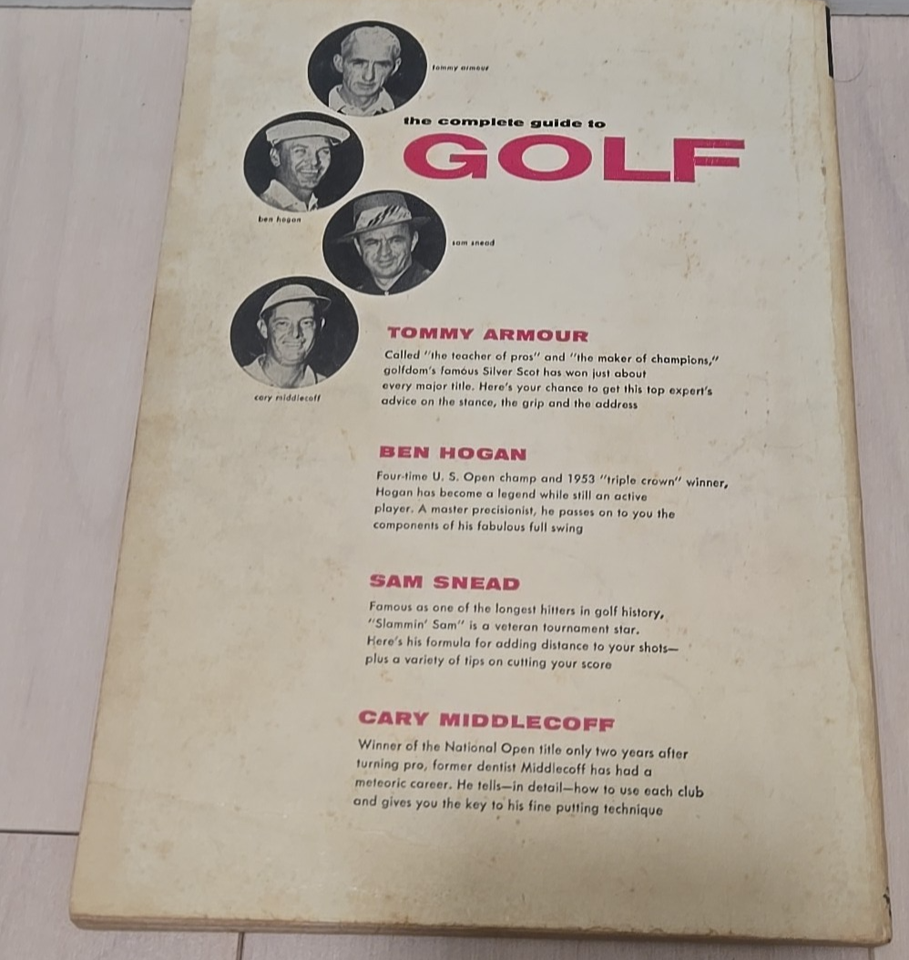 tommy armour
the complete guide to
GOLF
ben hogan
sam snead
cary middlecoff
TOMMY ARMOUR
Called "the teacher of pros" and "the maker of champions,"
golfdom's famous Silver Scot has won just about
every major title. Here's your chance to get this top expert's
advice on the stance, the grip and the address
BEN HOGAN
Four-time U. S. Open champ and 1953 "triple crown" winner,
Hogan has become a legend while still an active
player. A master precisionist, he passes on to you the
components of his fabulous full swing
SAM SNEAD
Famous as one of the longest hitters in golf history,
"Slammin' Sam" is a veteran tournament star.
Here's his formula for adding distance to your shots—
plus a variety of tips on cutting your score
CARY MIDDLECOFF
Winner of the National Open title only two years after
turning pro, former dentist Middlecoff has had a
meteoric career. He tells—in detail—how to use each club
and gives you the key to his fine putting technique